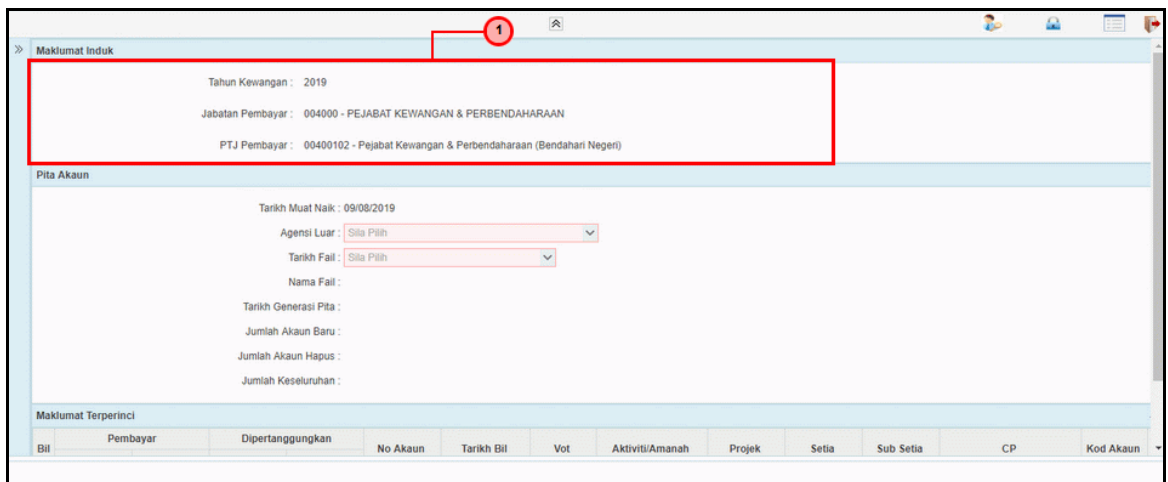 1
Maklumat Induk
Tahun Kewangan : 2019
Jabatan Pembayar : 004000 - PEJABAT KEWANGAN & PERBENDAHARAAN
PTJ Pembayar : 00400102 - Pejabat Kewangan & Perbendaharaan (Bendahari Negeri)
Pita Akaun
Tarikh Muat Naik : 09/08/2019
Agensi Luar : Sila Pilih
Tarikh Fail : Sila Pilih
Nama Fail :
Tarikh Generasi Pita :
Jumlah Akaun Baru :
Jumlah Akaun Hapus :
Jumlah Keseluruhan :
Maklumat Terperinci
Bil Pembayar Dipertanggungkan No Akaun Tarikh Bil Vot Aktiviti/Amanah Projek Setia Sub Setia CP Kod Akaun